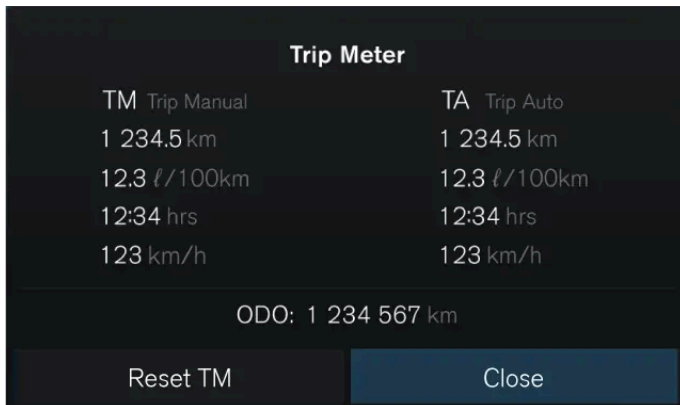 Trip Meter
TM Trip Manual
1 234.5 km
12.3 ℓ/100km
12:34 hrs
123 km/h
TA Trip Auto
1 234.5 km
12.3 ℓ/100km
12:34 hrs
123 km/h
ODO: 1 234 567 km
Reset TM
Close